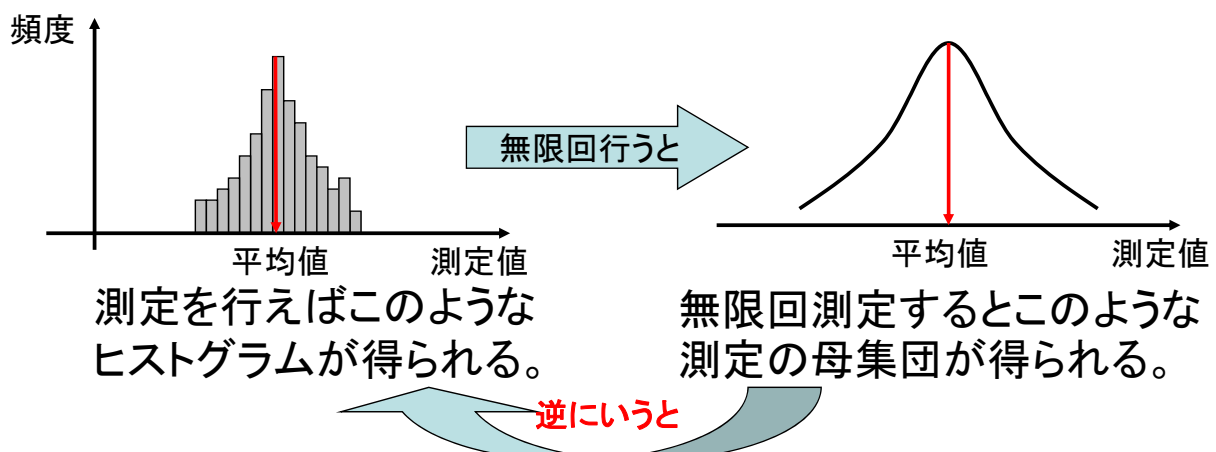 頻度
無限回行うと
平均値
測定値
平均値
測定値
測定を行えばこのような
ヒストグラムが得られる。
無限回測定するとこのような
測定の母集団が得られる。
逆にいうと